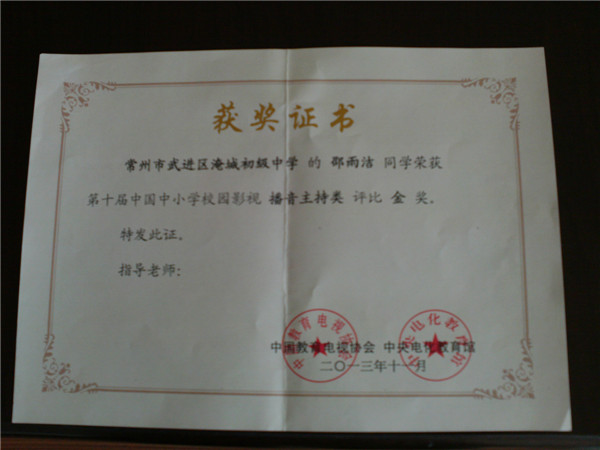 获奖证书
常州市武进区淹城初级中学 的 邵雨洁 同学荣获
第十届中国中小学校园影视 播音主持类 评比 金 奖。
特发此证。
指导老师：
中国教育电视协会 中央电化教育馆
二〇一三年十一月